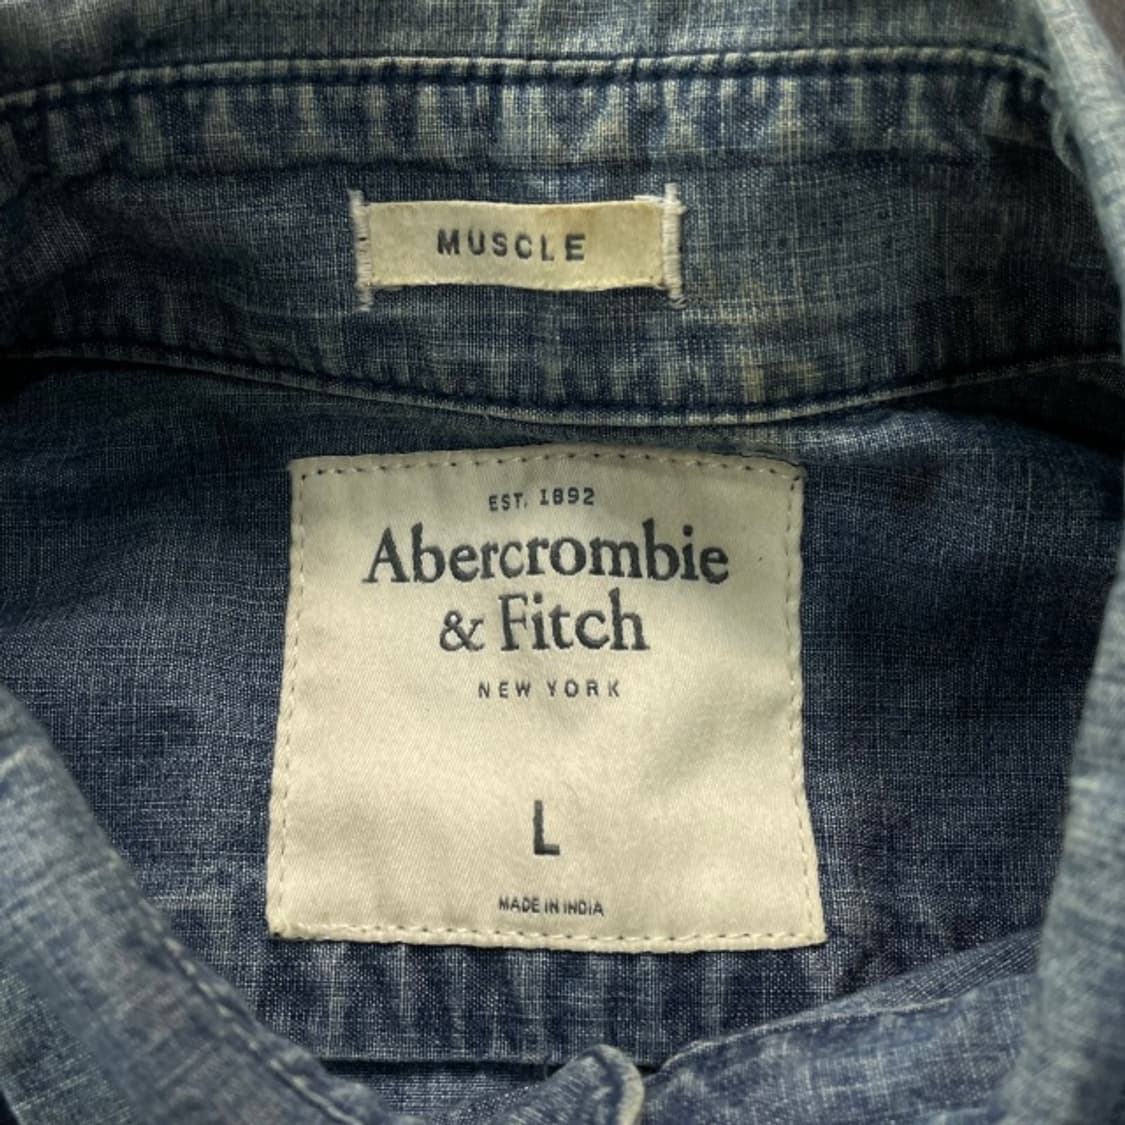 MUSCLE
EST. 1892
Abercrombie
& Fitch
NEW YORK
L
MADE IN INDIA